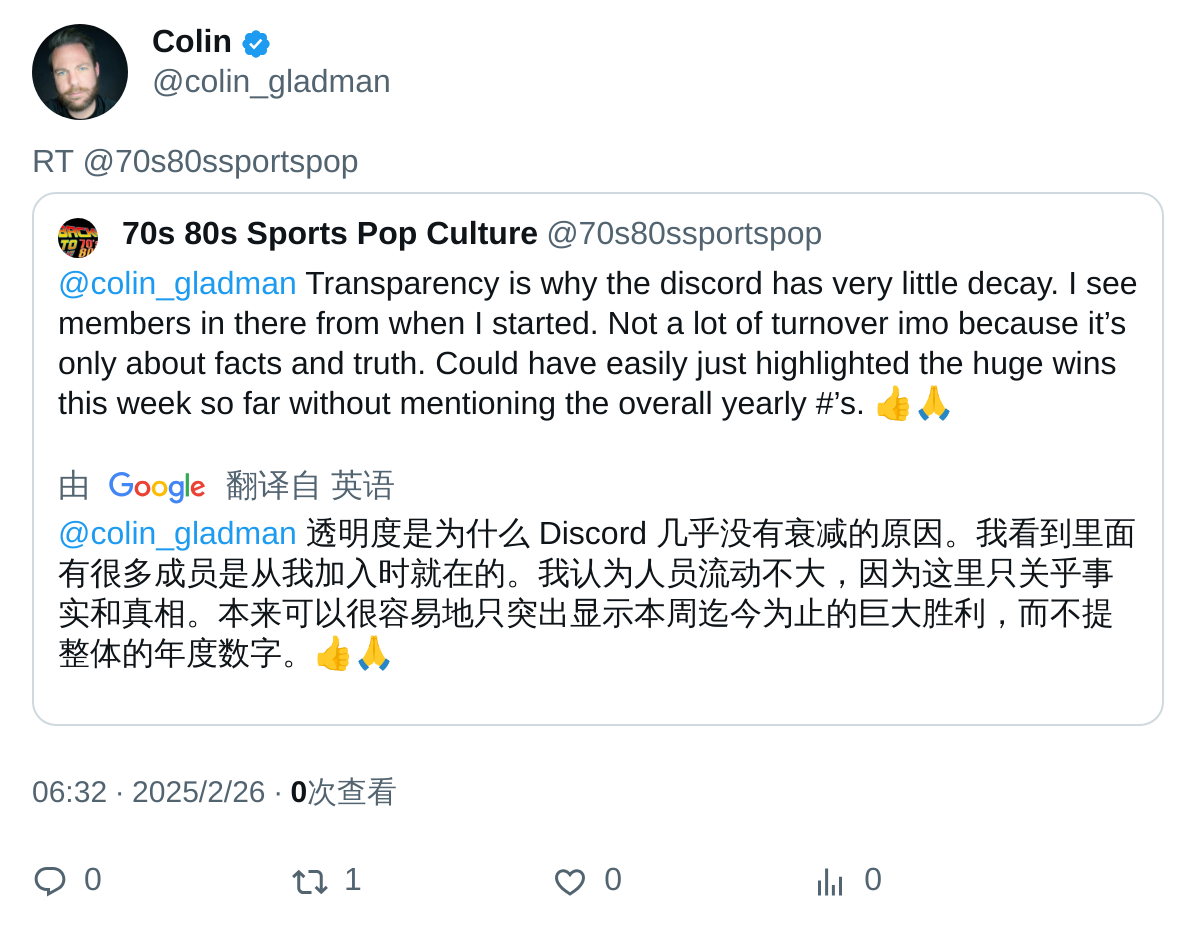 Colin
@colin_gladman
RT @70s80ssportspop
70s 80s Sports Pop Culture @70s80ssportspop
@colin_gladman Transparency is why the discord has very little decay. I see
members in there from when I started. Not a lot of turnover imo because it’s
only about facts and truth. Could have easily just highlighted the huge wins
this week so far without mentioning the overall yearly #’s. 👍🙏
由 Google 翻译自 英语
@colin_gladman 透明度是为什么 Discord 几乎没有衰减的原因。我看到里面
有很多成员是从我加入时就在的。我认为人员流动不大，因为这里只关乎事
实和真相。本来可以很容易地只突出显示本周迄今为止的巨大胜利，而不提
整体的年度数字。👍🙏
06:32 · 2025/2/26 · 0次查看
0 1 0 0